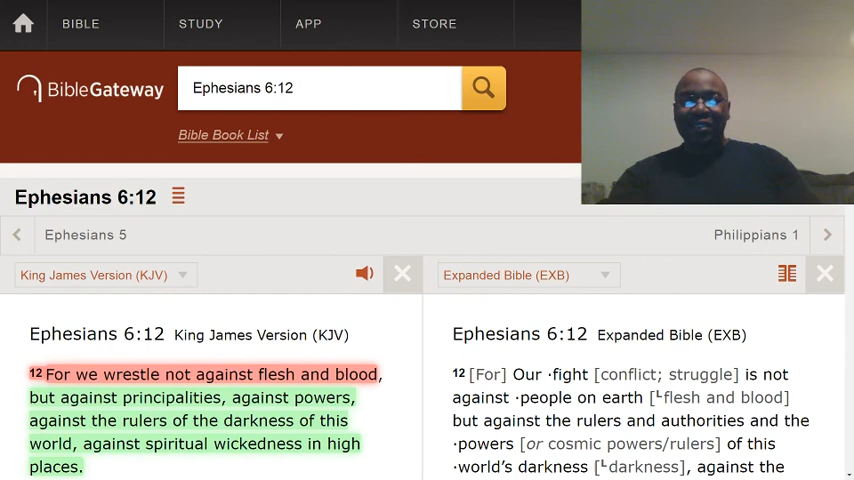 BIBLE STUDY APP STORE
BibleGateway
Ephesians 6:12
Bible Book List
Ephesians 6:12
Ephesians 5
Philippians 1
King James Version (KJV)
Expanded Bible (EXB)
Ephesians 6:12 King James Version (KJV)
12 For we wrestle not against flesh and blood,
but against principalities, against powers,
against the rulers of the darkness of this
world, against spiritual wickedness in high
places.
Ephesians 6:12 Expanded Bible (EXB)
12 [For] Our ·fight [conflict; struggle] is not
against ·people on earth [ᴸflesh and blood]
but against the rulers and authorities and the
·powers [or cosmic powers/rulers] of this
·world’s darkness [ᴸdarkness], against the